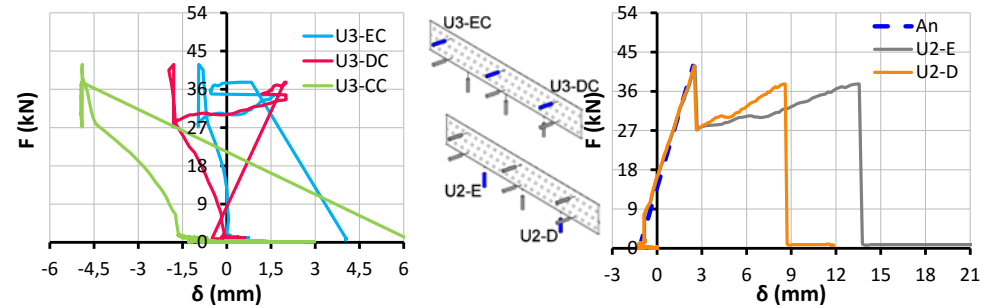 F (kN)
54
45
36
27
18
9
0
-6
-4,5
-3
-1,5
0
1,5
3
4,5
6
δ (mm)
U3-EC
U3-DC
U3-CC
U3-EC
U3-DC
U2-E
U2-D
F (kN)
54
45
36
27
18
9
0
-3
0
3
6
9
12
15
18
21
δ (mm)
An
U2-E
U2-D